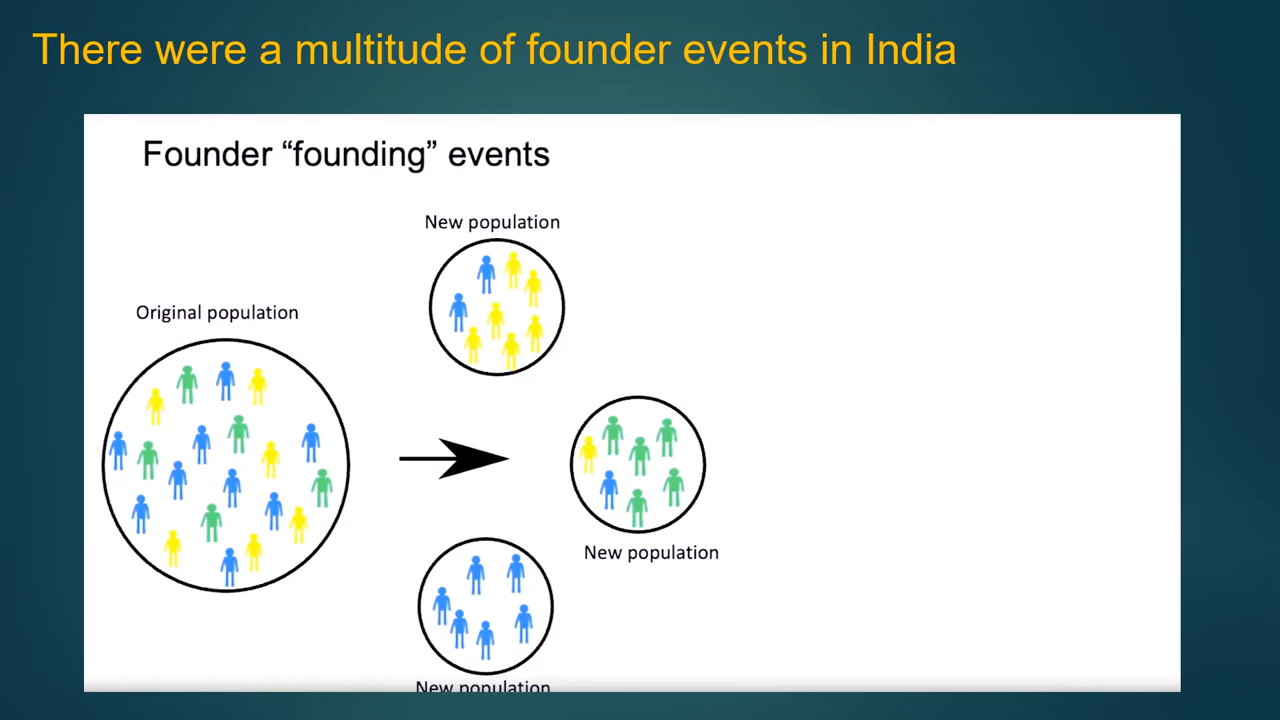 There were a multitude of founder events in India
Founder “founding” events
New population
Original population
New population
New population